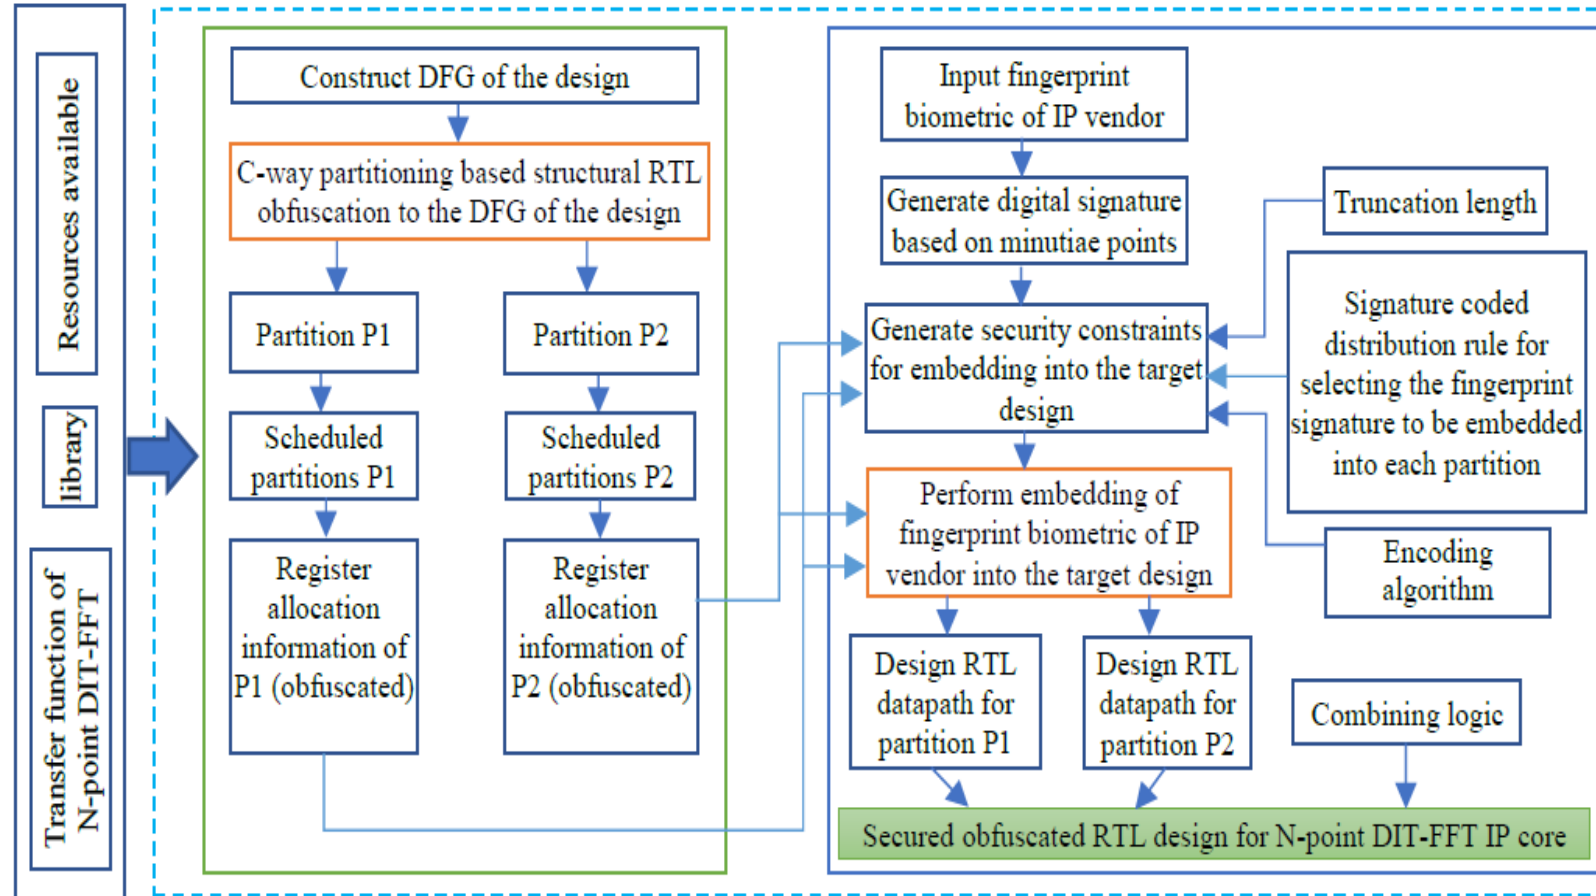 Resources available
library
Transfer function of
N-point DIT-FFT
Construct DFG of the design
C-way partitioning based structural RTL
obfuscation to the DFG of the design
Partition P1
Partition P2
Scheduled
partitions P1
Scheduled
partitions P2
Register
allocation
information of
P1 (obfuscated)
Register
allocation
information of
P2 (obfuscated)
Input fingerprint
biometric of IP vendor
Generate digital signature
based on minutiae points
Generate security constraints
for embedding into the target
design
Perform embedding of
fingerprint biometric of IP
vendor into the target design
Design RTL
datapath for
partition P1
Design RTL
datapath for
partition P2
Truncation length
Signature coded
distribution rule for
selecting the fingerprint
signature to be embedded
into each partition
Encoding
algorithm
Combining logic
Secured obfuscated RTL design for N-point DIT-FFT IP core